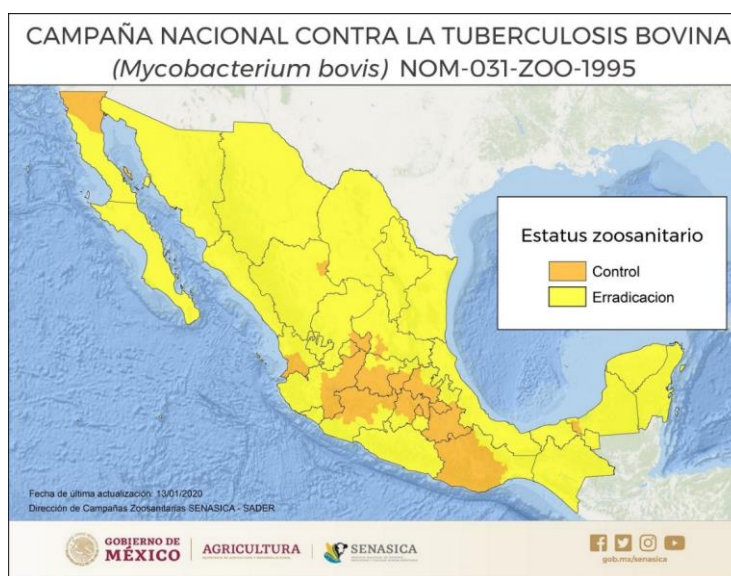 CAMPAÑA NACIONAL CONTRA LA TUBERCULOSIS BOVINA
(Mycobacterium bovis) NOM-031-ZOO-1995
Estatus zoosanitario
Control
Erradicacion
Fecha de última actualización: 13/01/2020
Dirección de Campañas Zoosanitarias SENASICA - SADER
GOBIERNO DE
MÉXICO
AGRICULTURA
SENASICA
gob.mx/senasica